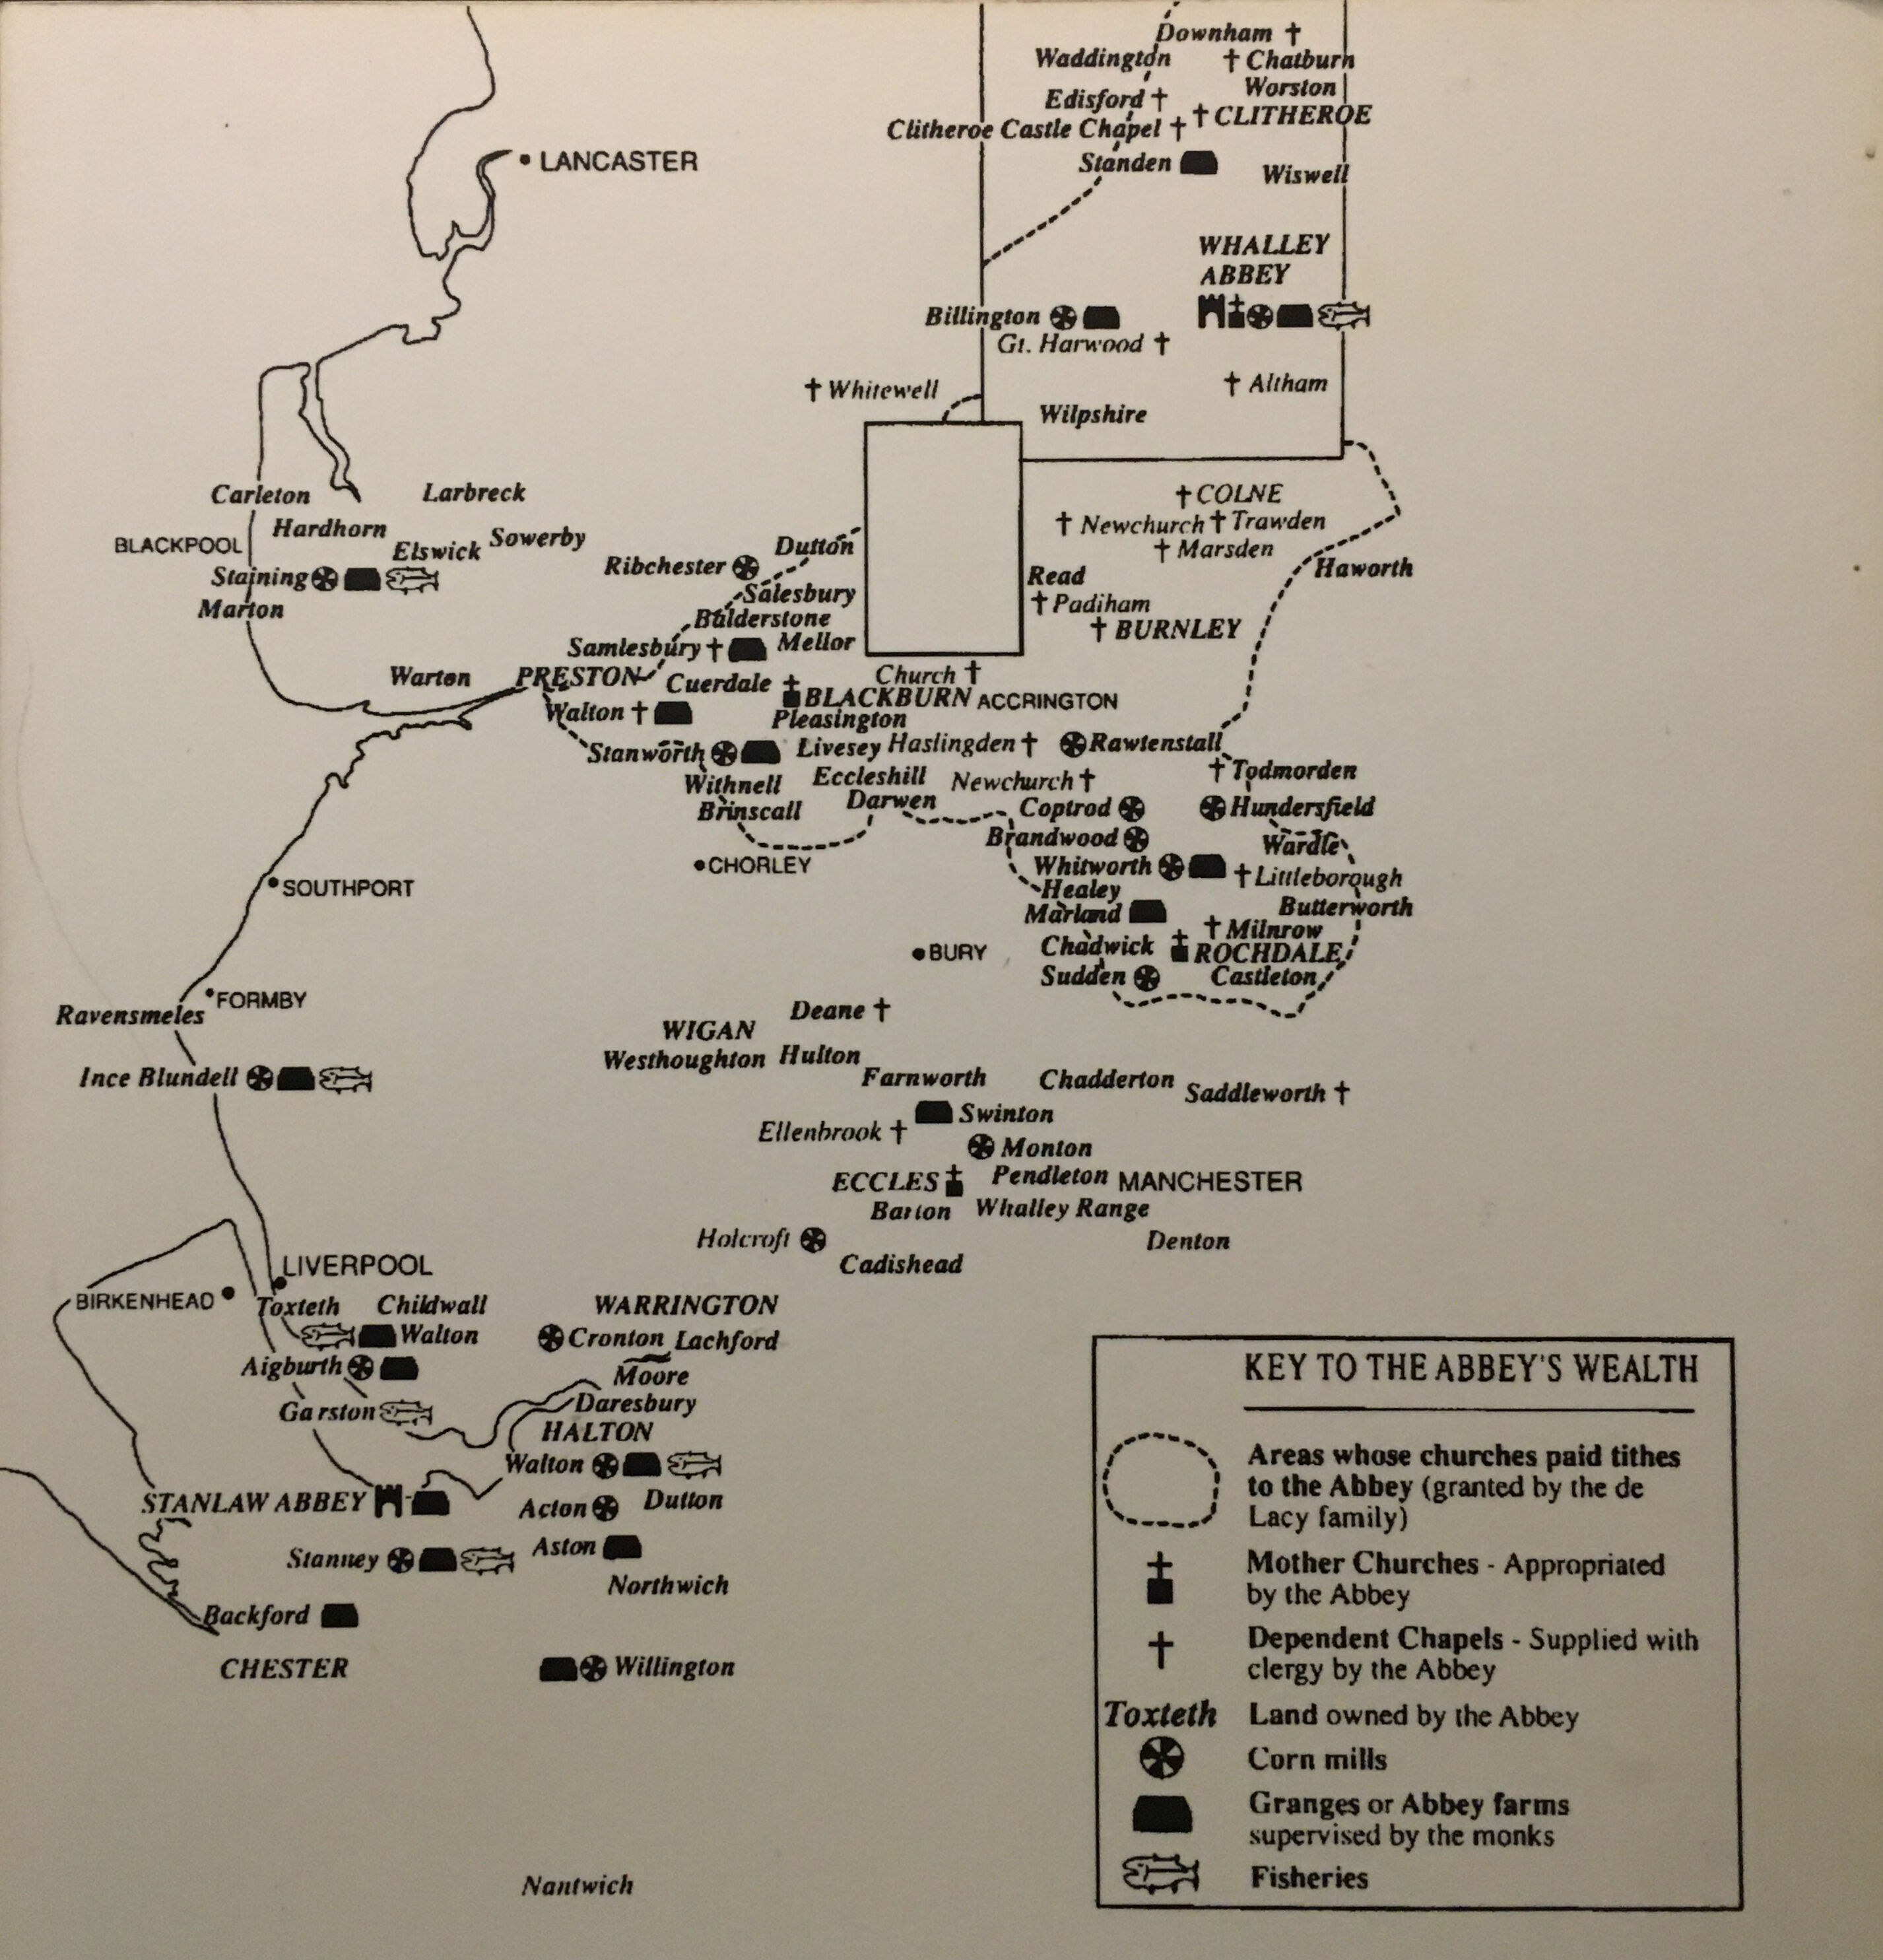 Downham
Waddington
Chatburn
Worston
Edisford
CLITHEROE
Clitheroe Castle Chapel
LANCASTER
Standen
Wiswell
WHALLEY
ABBEY
Billington
Gt. Harwood
Whitewell
Altham
Wilpshire
Carleton
Larbreck
COLNE
Hardhorn
Newchurch
Trawden
BLACKPOOL
Elswick
Sowerby
Dutton
Marsden
Staining
Ribchester
Read
Haworth
Marton
Salesbury
Padiham
Balderstone
BURNLEY
Samlesbury
Mellor
Warton
PRESTON
Cuerdale
Church
BLACKBURN
ACCRINGTON
Walton
Pleasington
Stanworth
Livesey
Haslingden
Rawtenstall
Withnell
Eccleshill
Newchurch
Todmorden
Brinscall
Darwen
Coptrod
Hundersfield
Brandwood
Wardle
CHORLEY
Whitworth
Littleborough
SOUTHPORT
Healey
Marland
Butterworth
Milnrow
BURY
Chadwick
ROCHDALE
Sudden
Castleton
FORMBY
Ravensmeles
Deane
WIGAN
Westhoughton
Hulton
Ince Blundell
Farnworth
Chadderton
Saddleworth
Swinton
Ellenbrook
Monton
ECCLES
Pendleton
MANCHESTER
Barton
Whalley Range
Holcroft
Denton
Cadishead
LIVERPOOL
BIRKENHEAD
Toxteth
Childwall
WARRINGTON
Walton
Cronton
Lachford
Aigburth
Moore
Garston
Daresbury
HALTON
Walton
STANLAW ABBEY
Acton
Dutton
Stanney
Aston
Northwich
Backford
CHESTER
Willington
Nantwich
KEY TO THE ABBEY'S WEALTH
Areas whose churches paid tithes
to the Abbey (granted by the de
Lacy family)
Mother Churches - Appropriated
by the Abbey
Dependent Chapels - Supplied with
clergy by the Abbey
Toxteth Land owned by the Abbey
Corn mills
Granges or Abbey farms
supervised by the monks
Fisheries